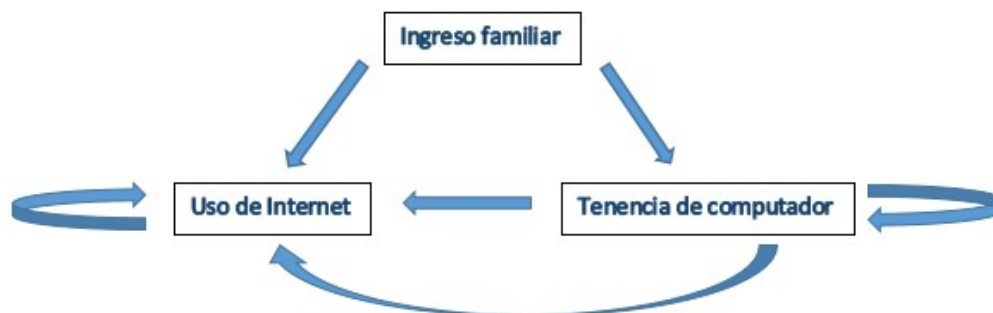 Ingreso familiar
Uso de Internet
Tenencia de computador